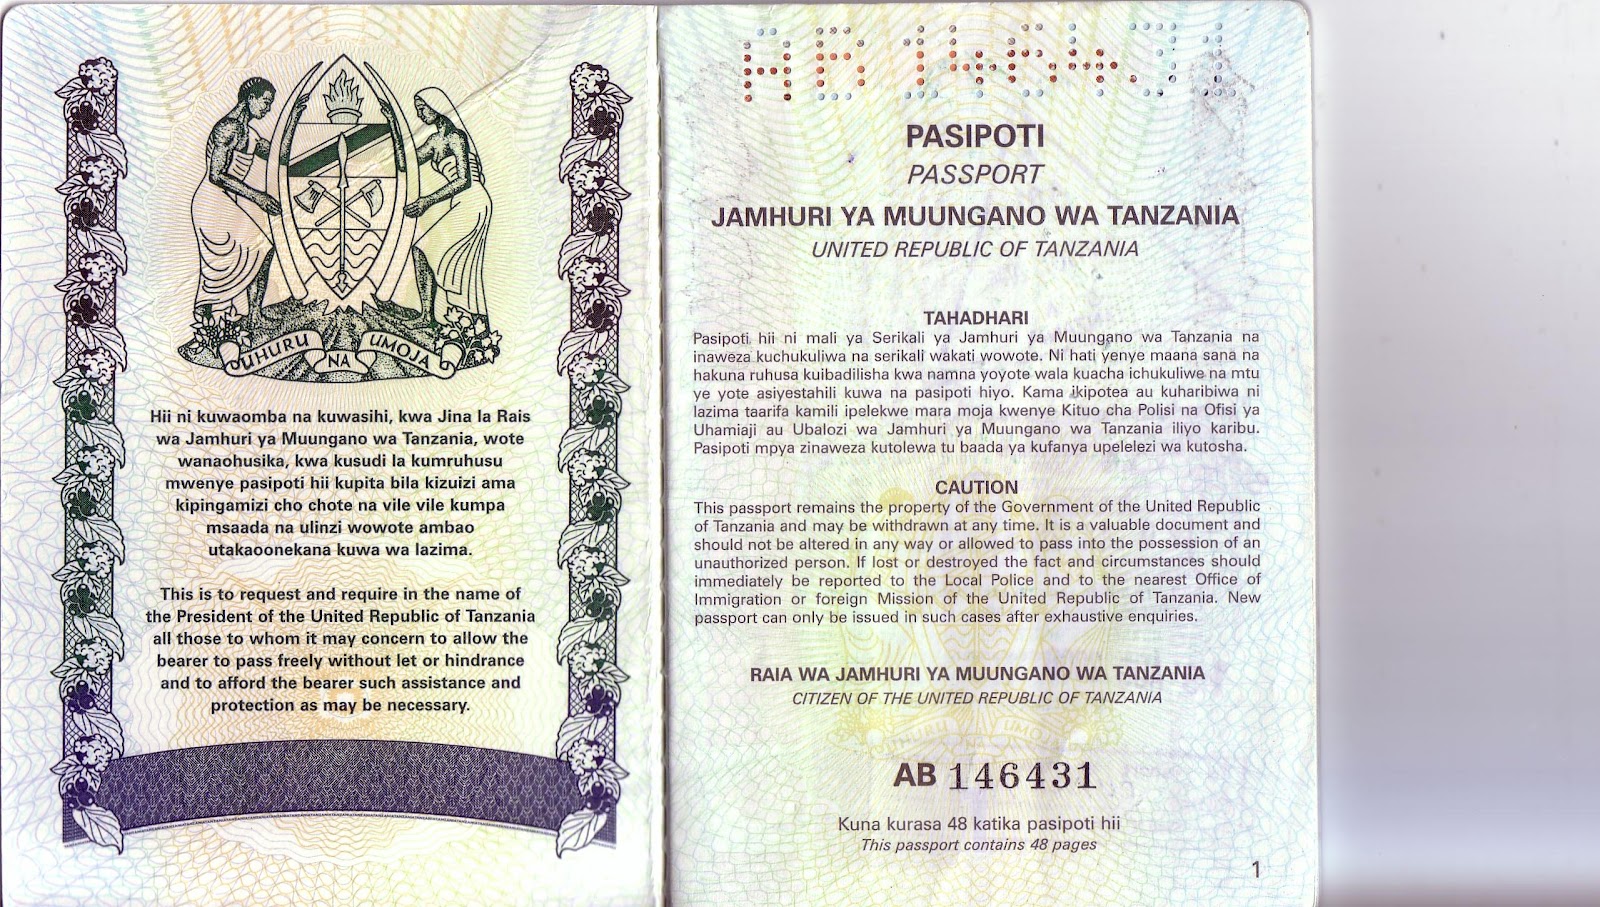 UHURU NA UMOJA
Hii ni kuwaomba na kuwasihi, kwa Jina la Rais
wa Jamhuri ya Muungano wa Tanzania, wote
wanaohusika, kwa kusudi la kumruhusu
mwenye pasipoti hii kupita bila kizuizi ama
kipingamizi cho chote na vile vile kumpa
msaada na ulinzi wowote ambao
utakaoonekana kuwa wa lazima.
This is to request and require in the name of
the President of the United Republic of Tanzania
all those to whom it may concern to allow the
bearer to pass freely without let or hindrance
and to afford the bearer such assistance and
protection as may be necessary.
AB 146431
PASIPOTI
PASSPORT
JAMHURI YA MUUNGANO WA TANZANIA
UNITED REPUBLIC OF TANZANIA
TAHADHARI
Pasipoti hii ni mali ya Serikali ya Jamhuri ya Muungano wa Tanzania na
inaweza kuchukuliwa na serikali wakati wowote. Ni hati yenye maana sana na
hakuna ruhusa kuibadilisha kwa namna yoyote wala kuacha ichukuliwe na mtu
ye yote asiyestahili kuwa na pasipoti hiyo. Kama ikipotea au kuharibiwa ni
lazima taarifa kamili ipelekwe mara moja kwenye Kituo cha Polisi na Ofisi ya
Uhamiaji au Ubalozi wa Jamhuri ya Muungano wa Tanzania iliyo karibu.
Pasipoti mpya zinaweza kutolewa tu baada ya kufanya upelelezi wa kutosha.
CAUTION
This passport remains the property of the Government of the United Republic
of Tanzania and may be withdrawn at any time. It is a valuable document and
should not be altered in any way or allowed to pass into the possession of an
unauthorized person. If lost or destroyed the fact and circumstances should
immediately be reported to the Local Police and to the nearest Office of
Immigration or foreign Mission of the United Republic of Tanzania. New
passport can only be issued in such cases after exhaustive enquiries.
RAIA WA JAMHURI YA MUUNGANO WA TANZANIA
CITIZEN OF THE UNITED REPUBLIC OF TANZANIA
AB 146431
Kuna kurasa 48 katika pasipoti hii
This passport contains 48 pages
1